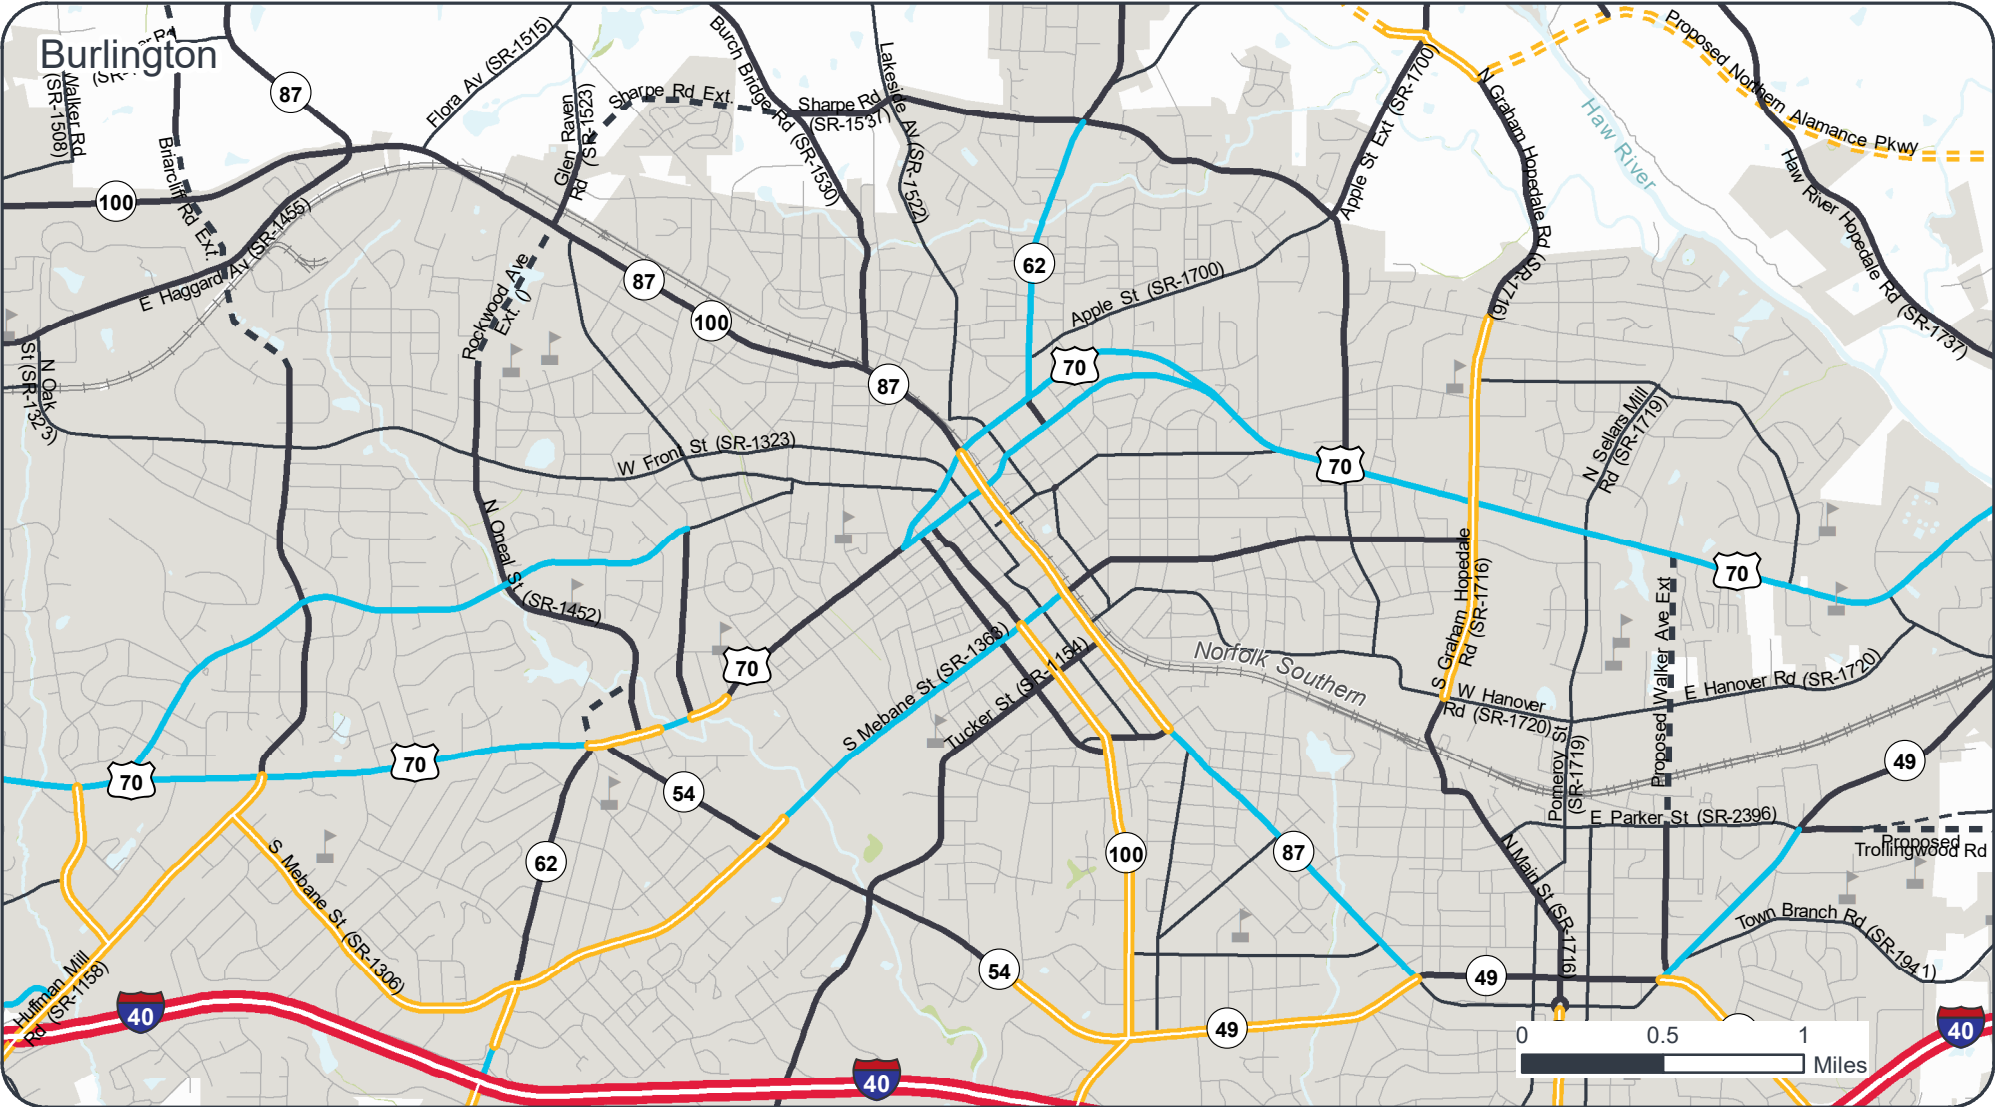 Burlington
Walker Rd
(SR-1508)
87
Flora Av (SR-1515)
Glen Raven
Rd
(SR-1523)
Sharpe Rd Ext.
Burch Bridge Rd (SR-1530)
Sharpe Rd
(SR-1537)
Lakeside Av (SR-1522)
Apple St Ext (SR-1700)
N Graham Hopedale Rd (SR-1716)
Proposed Northern Alamance Pkwy
Haw River
Haw River Hopedale Rd (SR-1737)
Briarcliff Rd Ext.
100
E Haggard Av (SR-1455)
Rockwood Ave
Ext. ()
87
100
62
Apple St (SR-1700)
70
87
N Oak
St (SR-1323)
W Front St (SR-1323)
70
N Sellars Mill
Rd (SR-1719)
N Oneal St (SR-1452)
70
S Graham Hopedale
Rd (SR-1716)
Proposed Walker Ave Ext
70
S Mebane St (SR-1363)
Tucker St (SR-1154)
Norfolk Southern
W Hanover
Rd (SR-1720)
E Hanover Rd (SR-1720)
70
70
54
62
Pomeroy St
(SR-1719)
49
E Parker St (SR-2396)
Proposed
Trollingwood Rd
S Mebane St (SR-1306)
100
87
N Main St (SR-1716)
Town Branch Rd (SR-1941)
Huffman Mill
Rd (SR-1158)
54
49
49
40
40
40
0 0.5 1
Miles